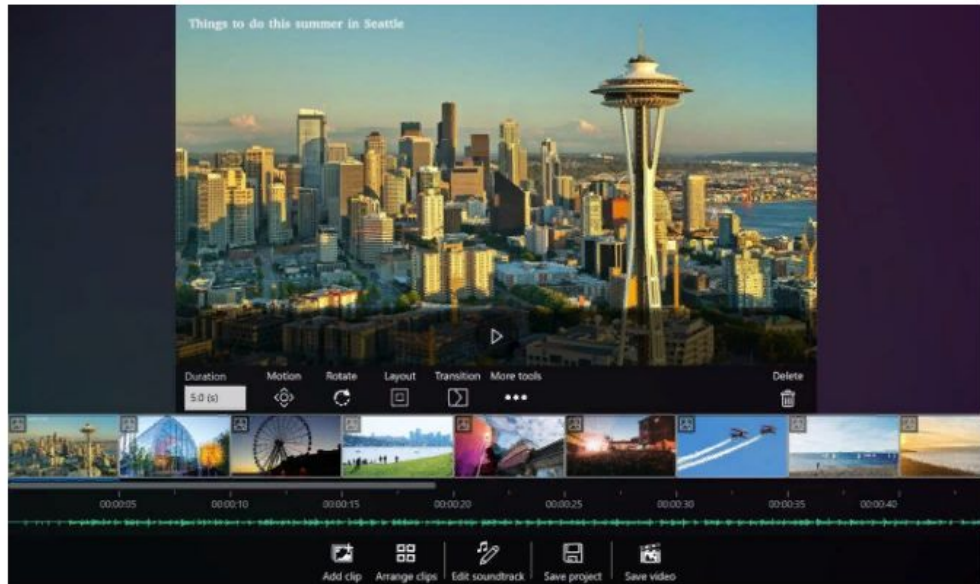 Things to do this summer in Seattle
Duration Motion Rotate Layout Transition More tools Delete
5.0 (s)
00:00:05 00:00:10 00:00:15 00:00:20 00:00:25 00:00:30 00:00:35 00:00:40
Add clip Arrange clips Edit soundtrack Save project Save video